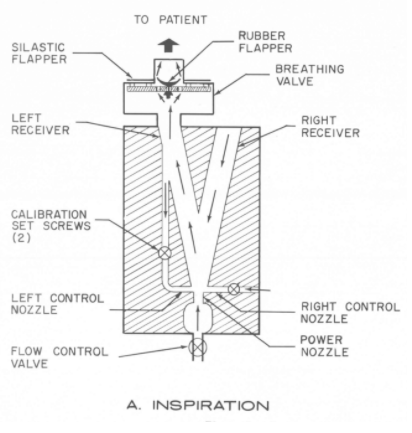 TO PATIENT
SILASTIC
FLAPPER
RUBBER
FLAPPER
BREATHING
VALVE
LEFT
RECEIVER
RIGHT
RECEIVER
CALIBRATION
SET SCREWS
(2)
LEFT CONTROL
NOZZLE
RIGHT CONTROL
NOZZLE
POWER
NOZZLE
FLOW CONTROL
VALVE
A. INSPIRATION